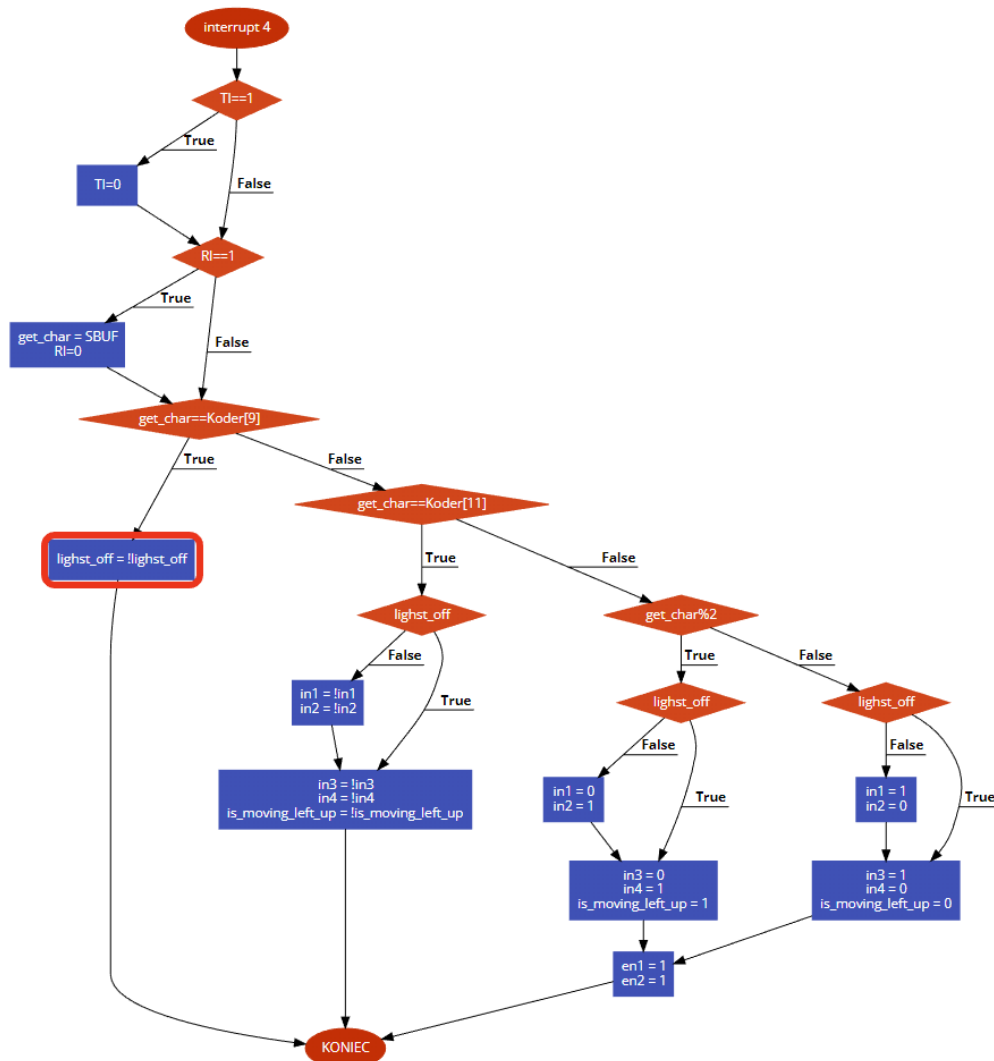 interrupt 4
TI==1
True
False
TI=0
RI==1
True
False
get_char = SBUF
RI=0
get_char==Koder[9]
True
False
get_char==Koder[11]
True
False
lighst_off = !lighst_off
lighst_off
False
True
in1 = !in1
in2 = !in2
in3 = !in3
in4 = !in4
is_moving_left_up = !is_moving_left_up
get_char%2
True
False
lighst_off
False
True
in1 = 0
in2 = 1
in3 = 0
in4 = 1
is_moving_left_up = 1
lighst_off
False
True
in1 = 1
in2 = 0
in3 = 1
in4 = 0
is_moving_left_up = 0
en1 = 1
en2 = 1
KONIEC